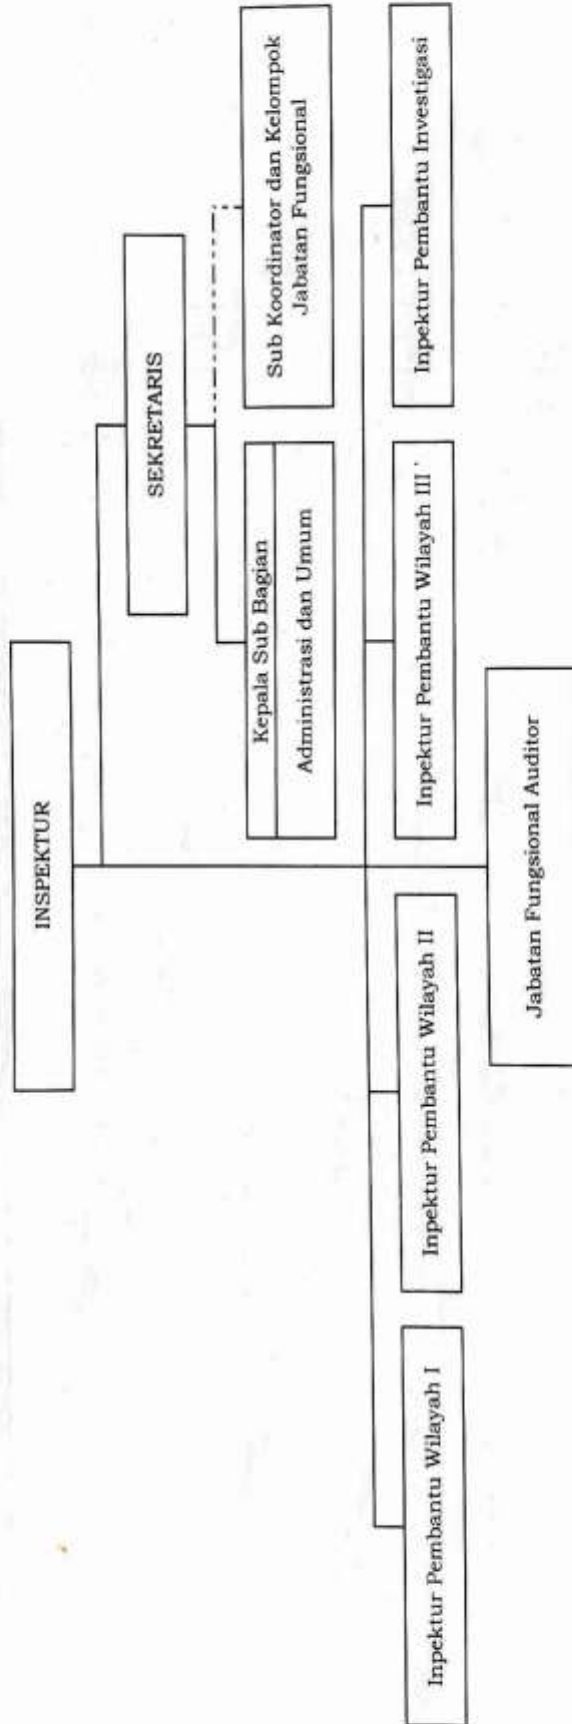 INSPEKTUR
SEKRETARIS
Kepala Sub Bagian
Administrasi dan Umum
Sub Koordinator dan Kelompok
Jabatan Fungsional
Inpektur Pembantu Wilayah I
Inpektur Pembantu Wilayah II
Inpektur Pembantu Wilayah III
Inpektur Pembantu Investigasi
Jabatan Fungsional Auditor